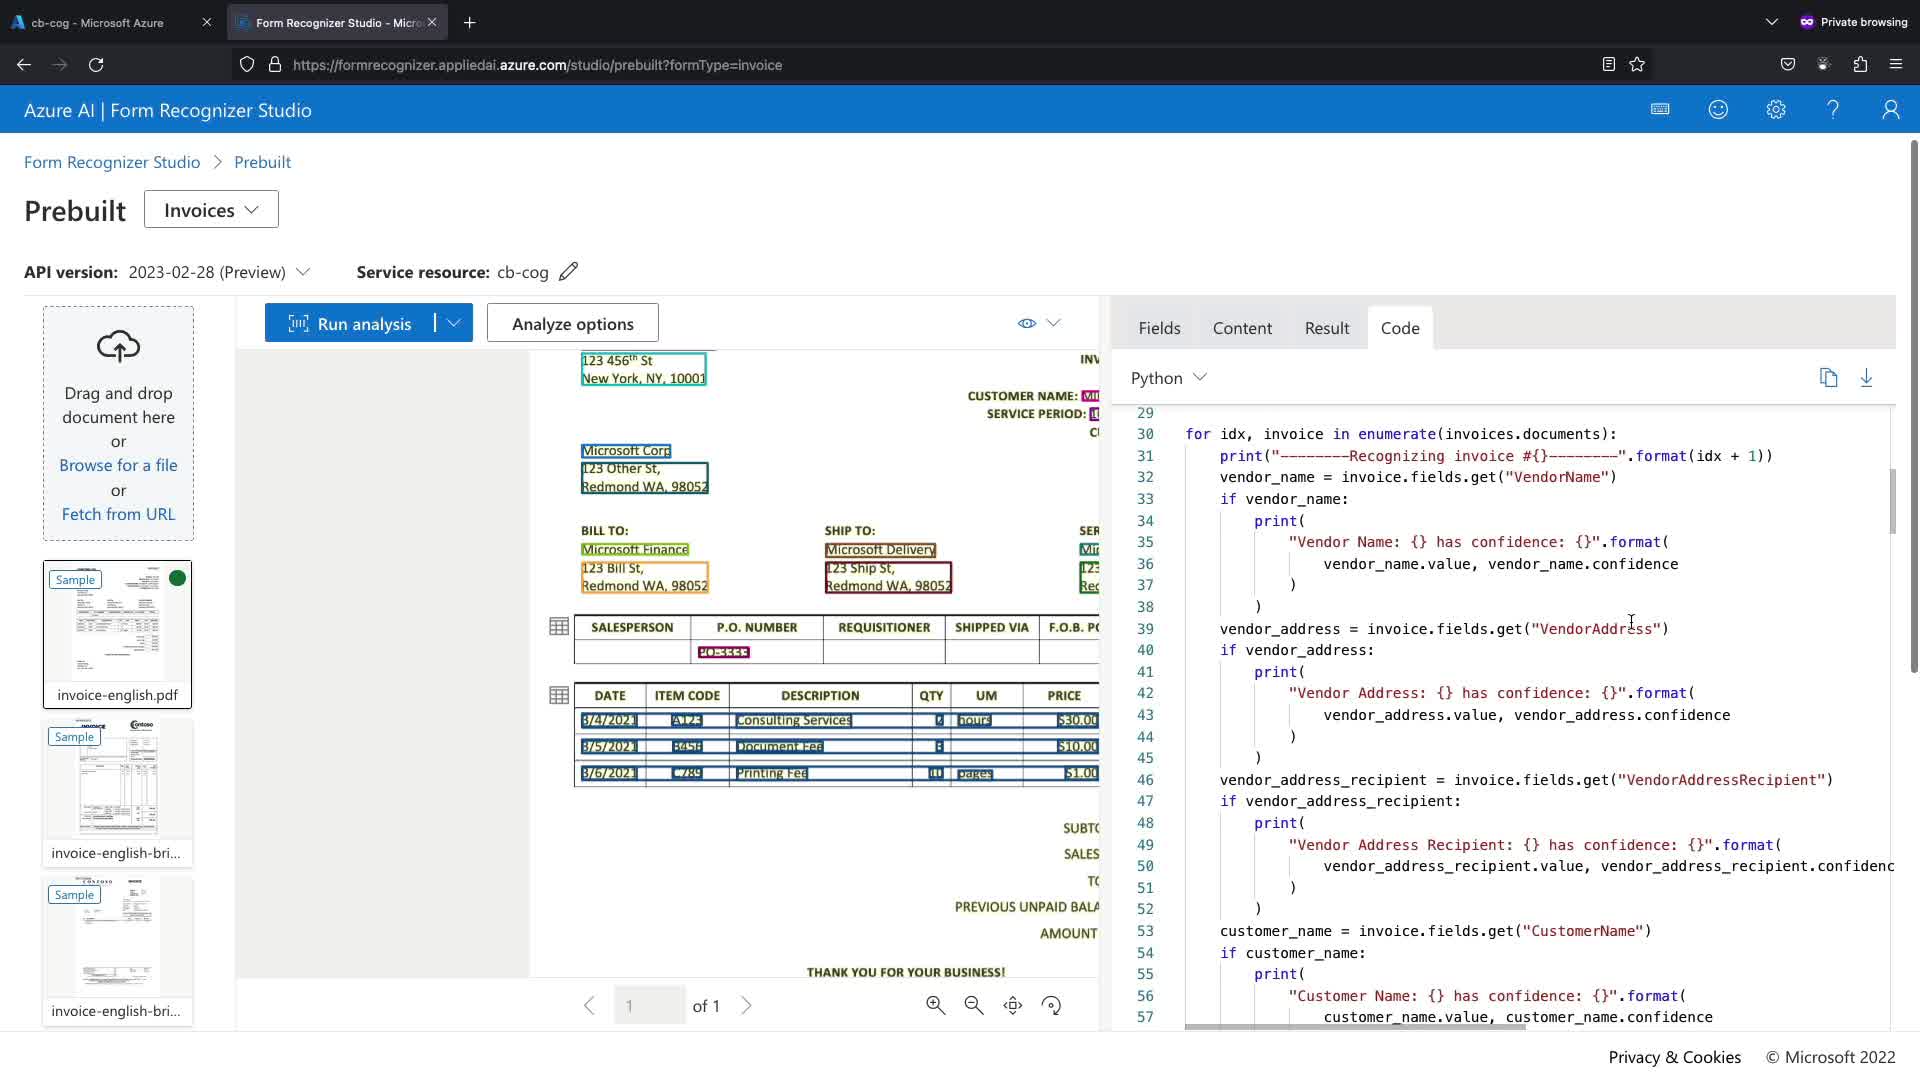 cb-cog - Microsoft Azure
Form Recognizer Studio - Micro
Private browsing
https://formrecognizer.appliedai.azure.com/studio/prebuilt?formType=invoice
Azure AI | Form Recognizer Studio
Form Recognizer Studio > Prebuilt
Prebuilt
Invoices
API version: 2023-02-28 (Preview)
Service resource: cb-cog
Drag and drop
document here
or
Browse for a file
or
Fetch from URL
Sample
invoice-english.pdf
Sample
Contoso
invoice-english-bri...
Sample
CONTOSO
invoice-english-bri...
Run analysis
Analyze options
123 456th St
New York, NY, 10001
INV
CUSTOMER NAME:
SERVICE PERIOD:
Microsoft Corp
123 Other St,
Redmond WA, 98052
BILL TO:
Microsoft Finance
123 Bill St,
Redmond WA, 98052
SHIP TO:
Microsoft Delivery
123 Ship St,
Redmond WA, 98052
SER
123
SALESPERSON P.O. NUMBER REQUISITIONER SHIPPED VIA F.O.B. PO
PO-3333
DATE ITEM CODE DESCRIPTION QTY UM PRICE
3/4/2021 A123 Consulting Services 2 hours $30.00
3/5/2021 B456 Document Fee 3 $10.00
3/6/2021 C789 Printing Fee 10 pages $1.00
SUBTO
SALES
TO
PREVIOUS UNPAID BALA
AMOUNT
THANK YOU FOR YOUR BUSINESS!
1 of 1
Fields Content Result Code
Python
29
30 for idx, invoice in enumerate(invoices.documents):
31 print("--------Recognizing invoice #{}--------".format(idx + 1))
32 vendor_name = invoice.fields.get("VendorName")
33 if vendor_name:
34 print(
35 "Vendor Name: {} has confidence: {}".format(
36 vendor_name.value, vendor_name.confidence
37 )
38 )
39 vendor_address = invoice.fields.get("VendorAddress")
40 if vendor_address:
41 print(
42 "Vendor Address: {} has confidence: {}".format(
43 vendor_address.value, vendor_address.confidence
44 )
45 )
46 vendor_address_recipient = invoice.fields.get("VendorAddressRecipient")
47 if vendor_address_recipient:
48 print(
49 "Vendor Address Recipient: {} has confidence: {}".format(
50 vendor_address_recipient.value, vendor_address_recipient.confidenc
51 )
52 )
53 customer_name = invoice.fields.get("CustomerName")
54 if customer_name:
55 print(
56 "Customer Name: {} has confidence: {}".format(
57 customer_name.value, customer_name.confidence
Privacy & Cookies
© Microsoft 2022